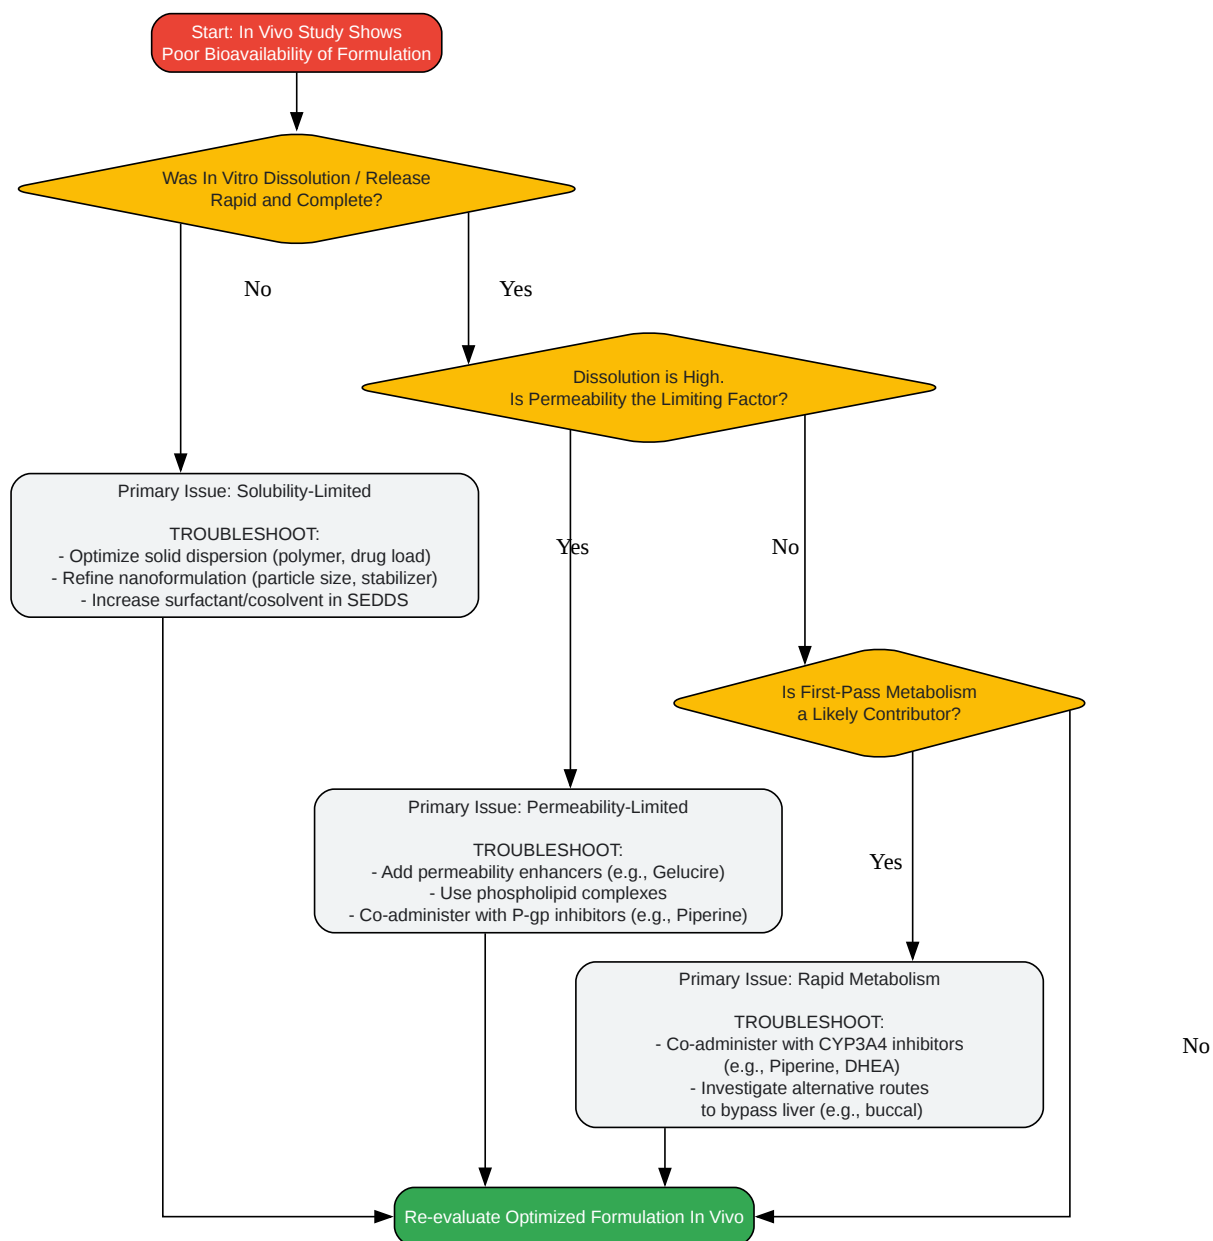 Start: In Vivo Study Shows
Poor Bioavailability of Formulation
Was In Vitro Dissolution / Release
Rapid and Complete?
No
Yes
Dissolution is High.
Is Permeability the Limiting Factor?
Primary Issue: Solubility-Limited
TROUBLESHOOT:
- Optimize solid dispersion (polymer, drug load)
- Refine nanoformulation (particle size, stabilizer)
- Increase surfactant/cosolvent in SEDDS
Yes
No
Is First-Pass Metabolism
a Likely Contributor?
Primary Issue: Permeability-Limited
TROUBLESHOOT:
- Add permeability enhancers (e.g., Gelucire)
- Use phospholipid complexes
- Co-administer with P-gp inhibitors (e.g., Piperine)
Yes
Primary Issue: Rapid Metabolism
TROUBLESHOOT:
- Co-administer with CYP3A4 inhibitors
(e.g., Piperine, DHEA)
- Investigate alternative routes
to bypass liver (e.g., buccal)
No
Re-evaluate Optimized Formulation In Vivo